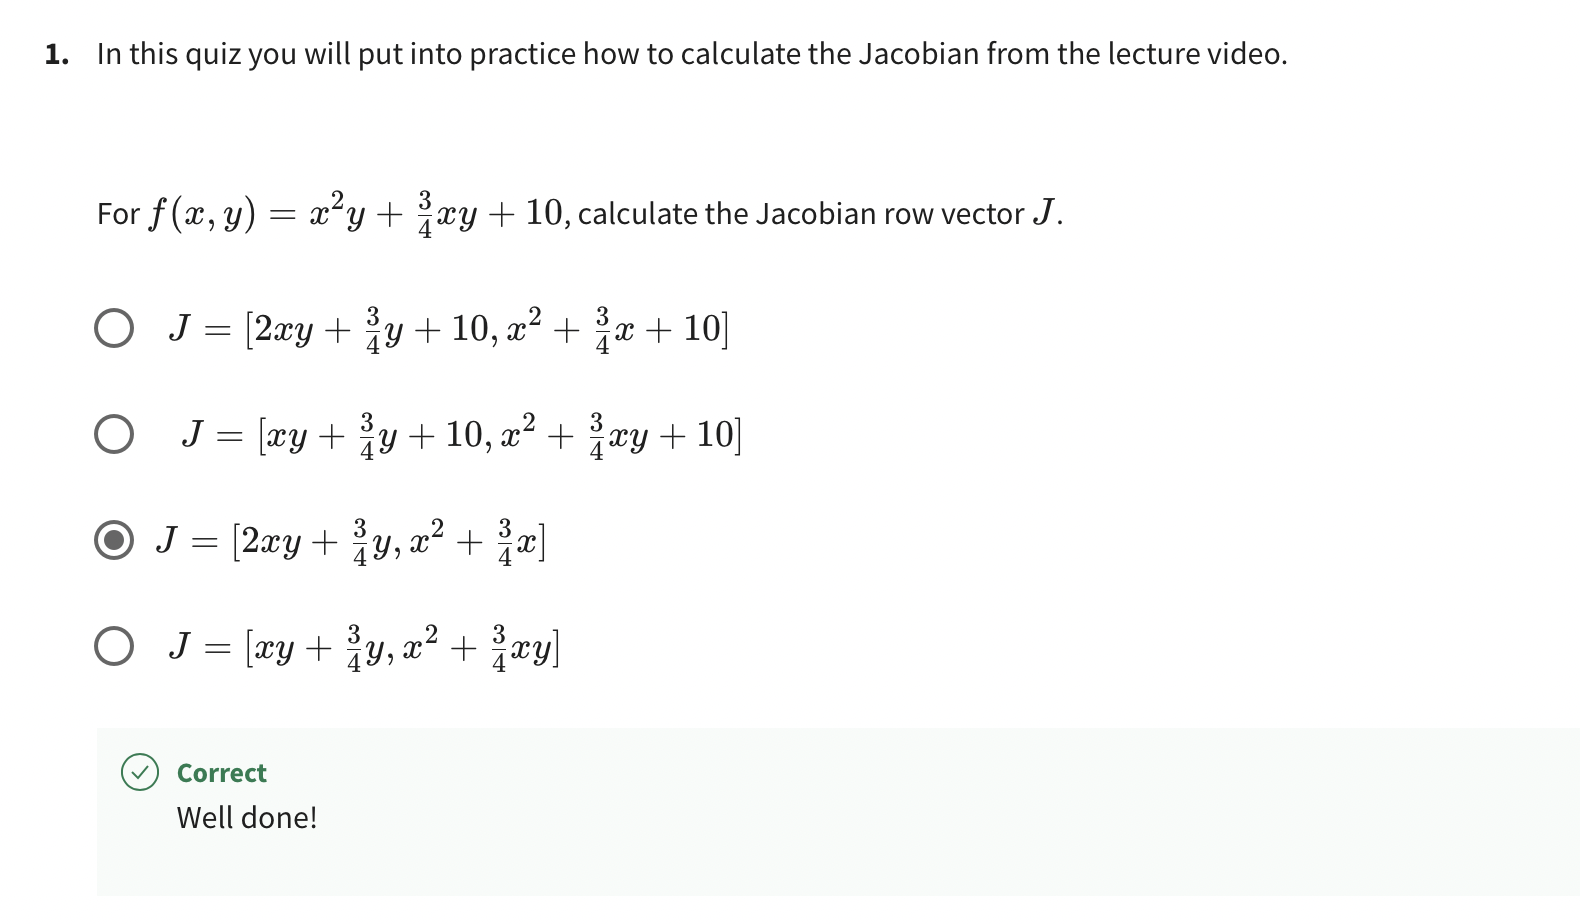 1. In this quiz you will put into practice how to calculate the Jacobian from the lecture video.
For $f(x, y) = x^2y + \frac{3}{4}xy + 10$, calculate the Jacobian row vector $J$.
$J = [2xy + \frac{3}{4}y + 10, x^2 + \frac{3}{4}x + 10]$
$J = [xy + \frac{3}{4}y + 10, x^2 + \frac{3}{4}xy + 10]$
$J = [2xy + \frac{3}{4}y, x^2 + \frac{3}{4}x]$
$J = [xy + \frac{3}{4}y, x^2 + \frac{3}{4}xy]$
Correct
Well done!